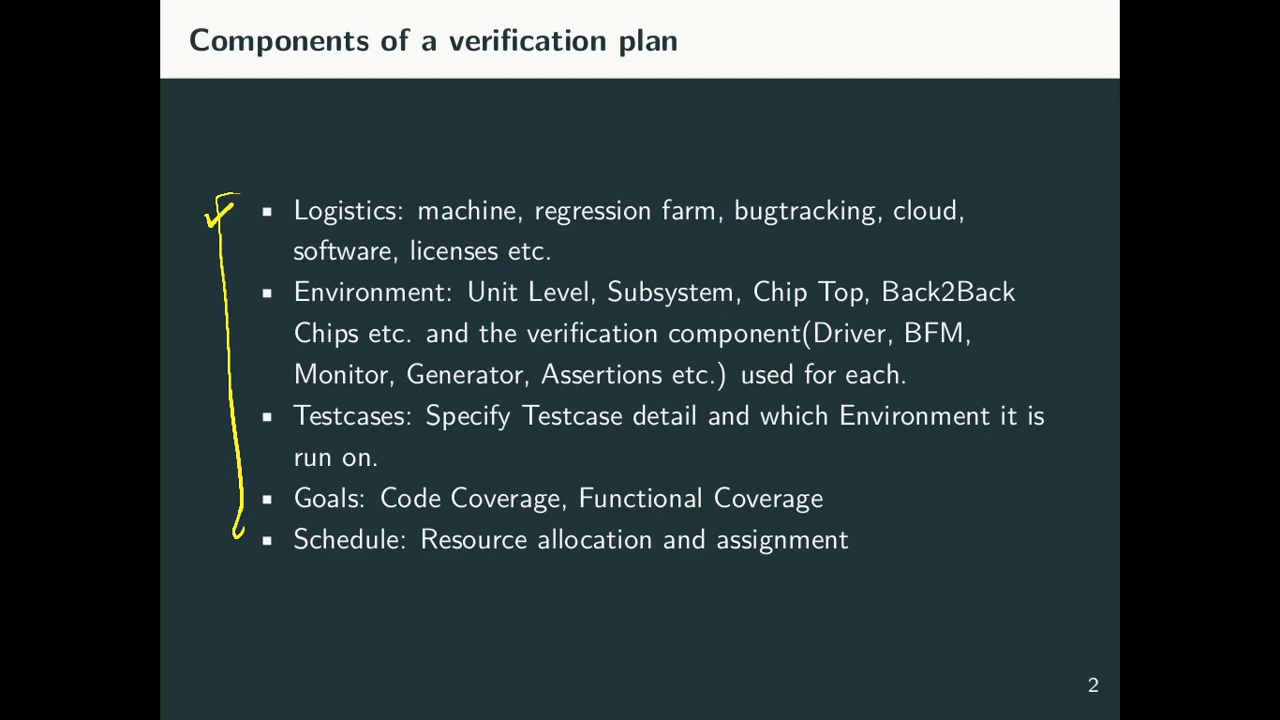 Components of a verification plan
Logistics: machine, regression farm, bugtracking, cloud,
software, licenses etc.
Environment: Unit Level, Subsystem, Chip Top, Back2Back
Chips etc. and the verification component(Driver, BFM,
Monitor, Generator, Assertions etc.) used for each.
Testcases: Specify Testcase detail and which Environment it is
run on.
Goals: Code Coverage, Functional Coverage
Schedule: Resource allocation and assignment
2